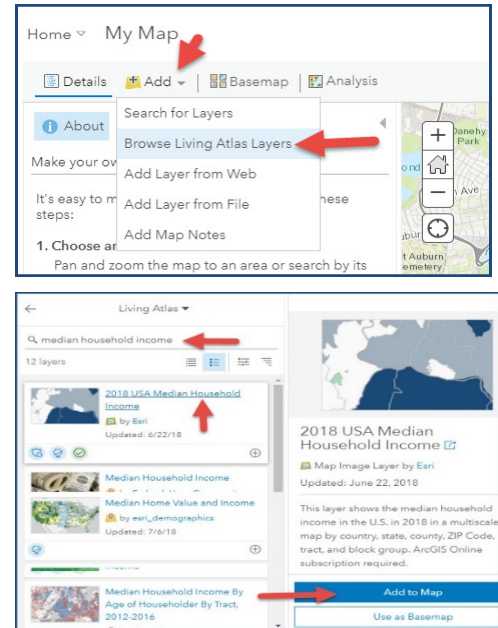 Home My Map
Details Add Basemap Analysis
About
Make your ow
It's easy to m
hese
steps:
1. Choose an
Pan and zoom the map to an area or search by its
Search for Layers
Browse Living Atlas Layers
Add Layer from Web
Add Layer from File
Add Map Notes
Danehy
Park
ond
Ave
bur
t Auburn
emetery
Living Atlas
median household income
12 layers
2018 USA Median Household
Income
by Esri
Updated: 6/22/18
Median Household Income
Median Home Value and Income
by esri_demographics
Updated: 7/6/18
Median Household Income By
Age of Householder By Tract,
2012-2016
2018 USA Median
Household Income
Map Image Layer by Esri
Updated: June 22, 2018
This layer shows the median household
income in the U.S. in 2018 in a multiscale
map by country, state, county, ZIP Code,
tract, and block group. ArcGIS Online
subscription required.
Add to Map
Use as Basemap